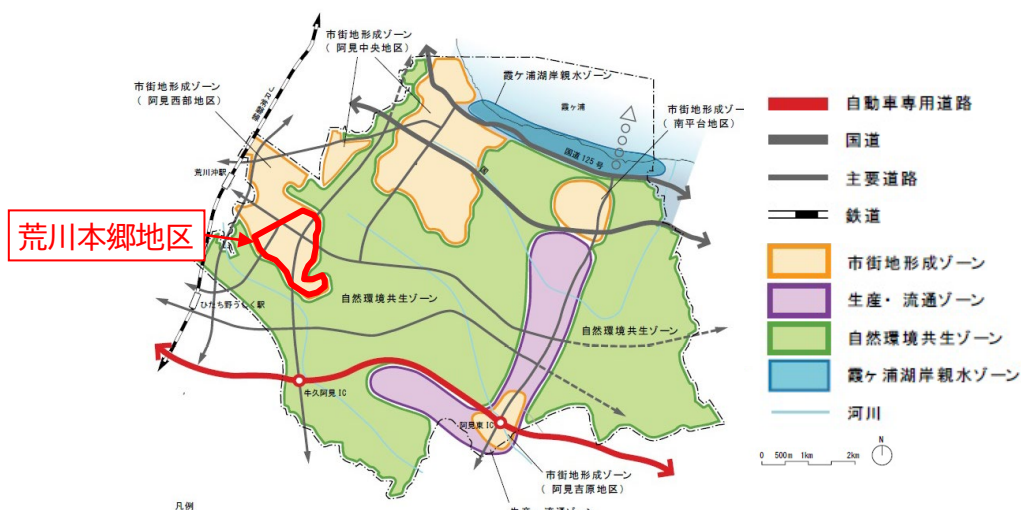 市街地形成ゾーン
（ 阿見中央地区）
市街地形成ゾーン
（ 阿見西部地区）
ＪＲ常磐線
霞ケ浦湖岸親水ゾーン
霞ヶ浦
市街地形成ゾー
（ 南平台地区）
国道125号
国
荒川沖駅
荒川本郷地区
ひたち野うしく駅
自然環境共生ゾーン
自然環境共生ゾーン
牛久阿見 IC
阿見東 IC
市街地形成ゾーン
（ 阿見吉原地区）
凡例
自動車専用道路
国道
主要道路
鉄道
市街地形成ゾーン
生産・ 流通ゾーン
自然環境共生ゾーン
霞ヶ浦湖岸親水ゾーン
河川
0 500m 1km 2km
N